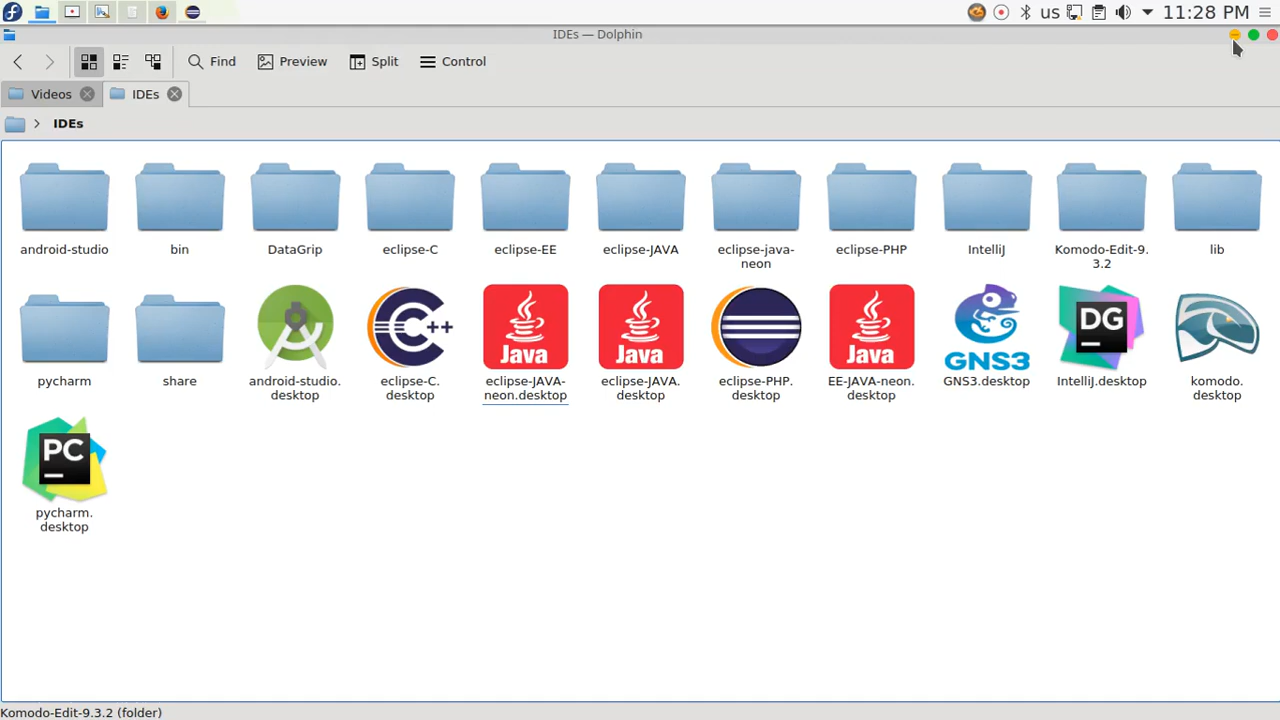 us
11:28 PM
IDEs — Dolphin
Find
Preview
Split
Control
Videos
IDEs
IDEs
android-studio
bin
DataGrip
eclipse-C
eclipse-EE
eclipse-JAVA
eclipse-java-
neon
eclipse-PHP
IntelliJ
Komodo-Edit-9.
3.2
lib
pycharm
share
android-studio.
desktop
C++
eclipse-C.
desktop
Java
eclipse-JAVA-
neon.desktop
Java
eclipse-JAVA.
desktop
eclipse-PHP.
desktop
Java
EE-JAVA-neon.
desktop
GNS3
GNS3.desktop
DG
IntelliJ.desktop
komodo.
desktop
PC
pycharm.
desktop
Komodo-Edit-9.3.2 (folder)